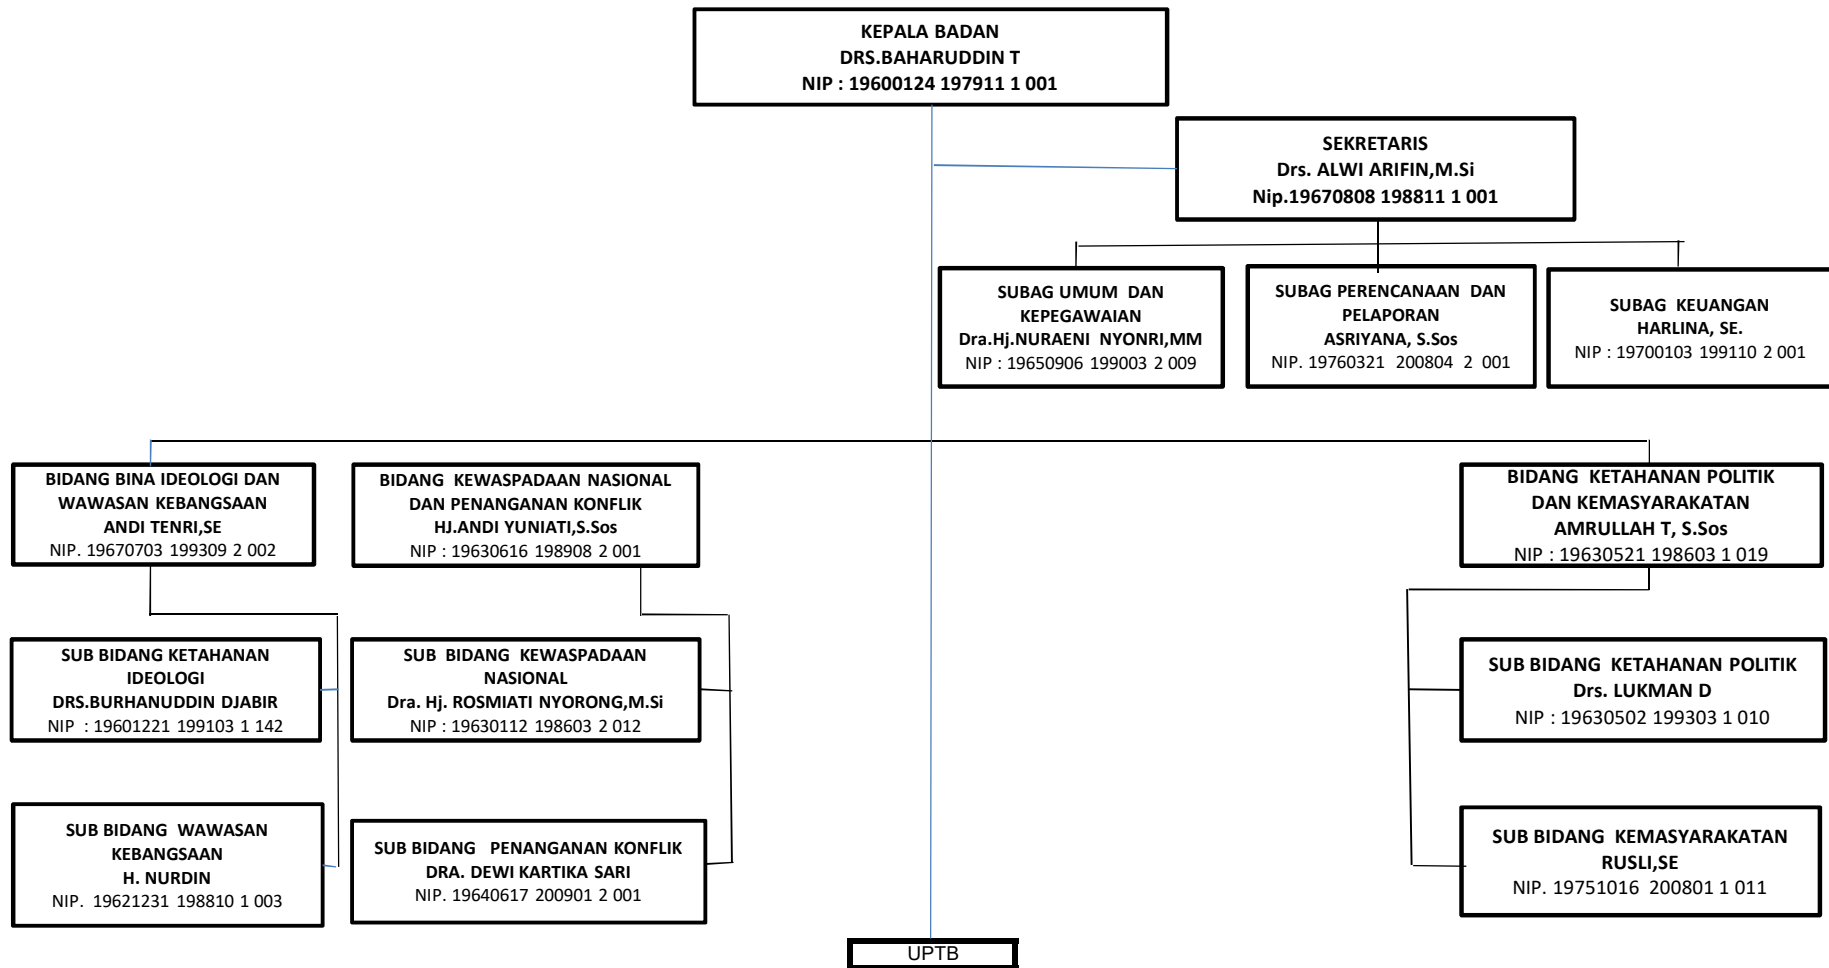 KEPALA BADAN
DRS.BAHARUDDIN T
NIP : 19600124 197911 1 001
SEKRETARIS
Drs. ALWI ARIFIN,M.Si
Nip.19670808 198811 1 001
SUBAG UMUM DAN
KEPEGAWAIAN
Dra.Hj.NURAENI NYONRI,MM
NIP : 19650906 199003 2 009
SUBAG PERENCANAAN DAN
PELAPORAN
ASRIYANA, S.Sos
NIP. 19760321 200804 2 001
SUBAG KEUANGAN
HARLINA, SE.
NIP : 19700103 199110 2 001
BIDANG BINA IDEOLOGI DAN
WAWASAN KEBANGSAAN
ANDI TENRI,SE
NIP. 19670703 199309 2 002
BIDANG KEWASPADAAN NASIONAL
DAN PENANGANAN KONFLIK
HJ.ANDI YUNIATI,S.Sos
NIP : 19630616 198908 2 001
BIDANG KETAHANAN POLITIK
DAN KEMASYARAKATAN
AMRULLAH T, S.Sos
NIP : 19630521 198603 1 019
SUB BIDANG KETAHANAN
IDEOLOGI
DRS.BURHANUDDIN DJABIR
NIP : 19601221 199103 1 142
SUB BIDANG KEWASPADAAN
NASIONAL
Dra. Hj. ROSMIATI NYORONG,M.Si
NIP : 19630112 198603 2 012
SUB BIDANG KETAHANAN POLITIK
Drs. LUKMAN D
NIP : 19630502 199303 1 010
SUB BIDANG WAWASAN
KEBANGSAAN
H. NURDIN
NIP. 19621231 198810 1 003
SUB BIDANG PENANGANAN KONFLIK
DRA. DEWI KARTIKA SARI
NIP. 19640617 200901 2 001
SUB BIDANG KEMASYARAKATAN
RUSLI,SE
NIP. 19751016 200801 1 011
UPTB